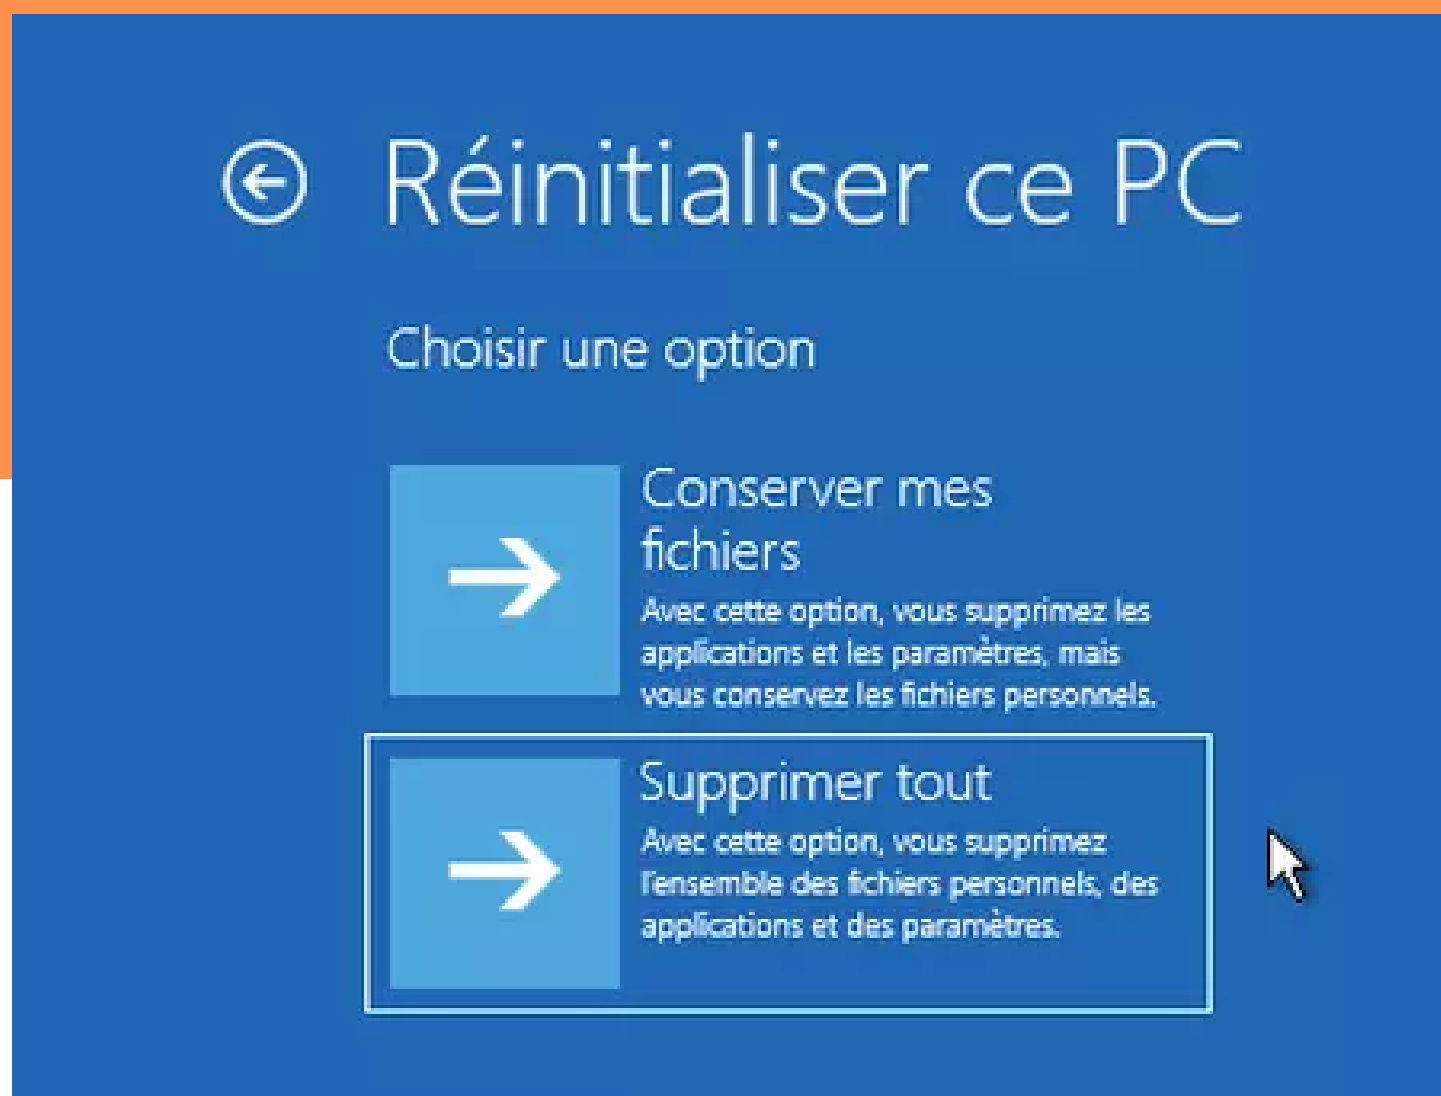 Réinitialiser ce PC
Choisir une option
Conserver mes
fichiers
Avec cette option, vous supprimez les
applications et les paramètres, mais
vous conservez les fichiers personnels.
Supprimer tout
Avec cette option, vous supprimez
l'ensemble des fichiers personnels, des
applications et des paramètres.